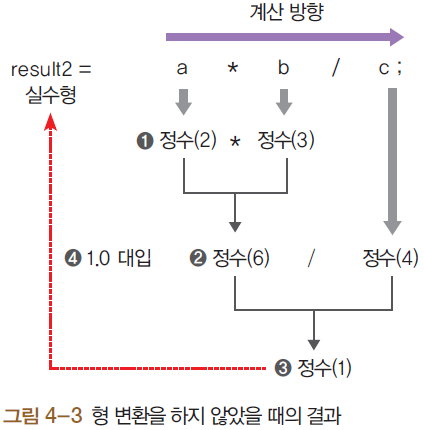 계산 방향
result2 = a * b / c ;
실수형
❶ 정수(2) * 정수(3)
❹ 1.0 대입 ❷ 정수(6) / 정수(4)
❸ 정수(1)
그림 4-3 형 변환을 하지 않았을 때의 결과